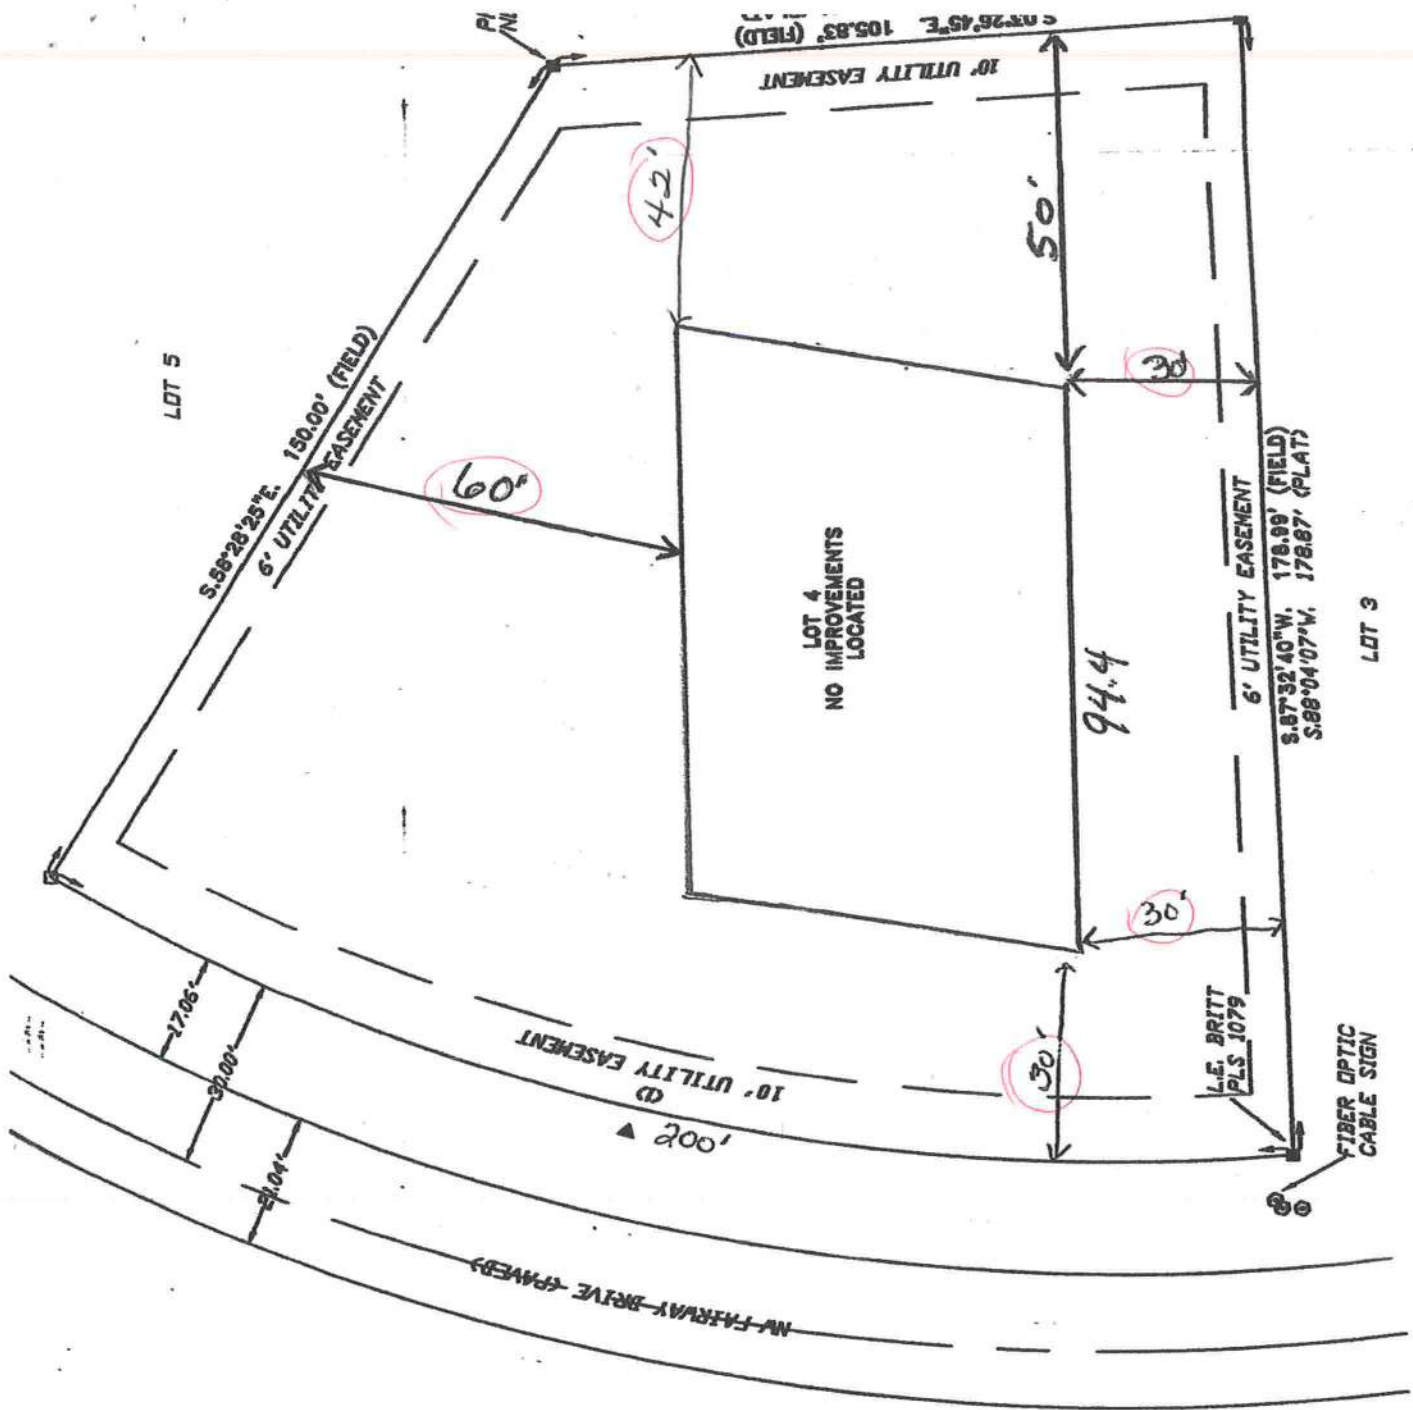 S.03°26'45"E. 105.83' (FIELD)
10' UTILITY EASEMENT
42'
50'
LOT 5
S.58°28'25"E. 150.00' (FIELD)
6' UTILITY EASEMENT
60'
30'
LOT 4
NO IMPROVEMENTS
LOCATED
94.4
6' UTILITY EASEMENT
S.87°32'40"W. 178.99' (FIELD)
S.88°04'07"W. 178.87' (PLAT)
LOT 3
30'
30'
17.06'
30.00'
21.04'
10' UTILITY EASEMENT
(1)
200'
L.E. BRITT
PLS 1079
FIBER OPTIC
CABLE SIGN
NW FAIRWAY DRIVE (PAVED)